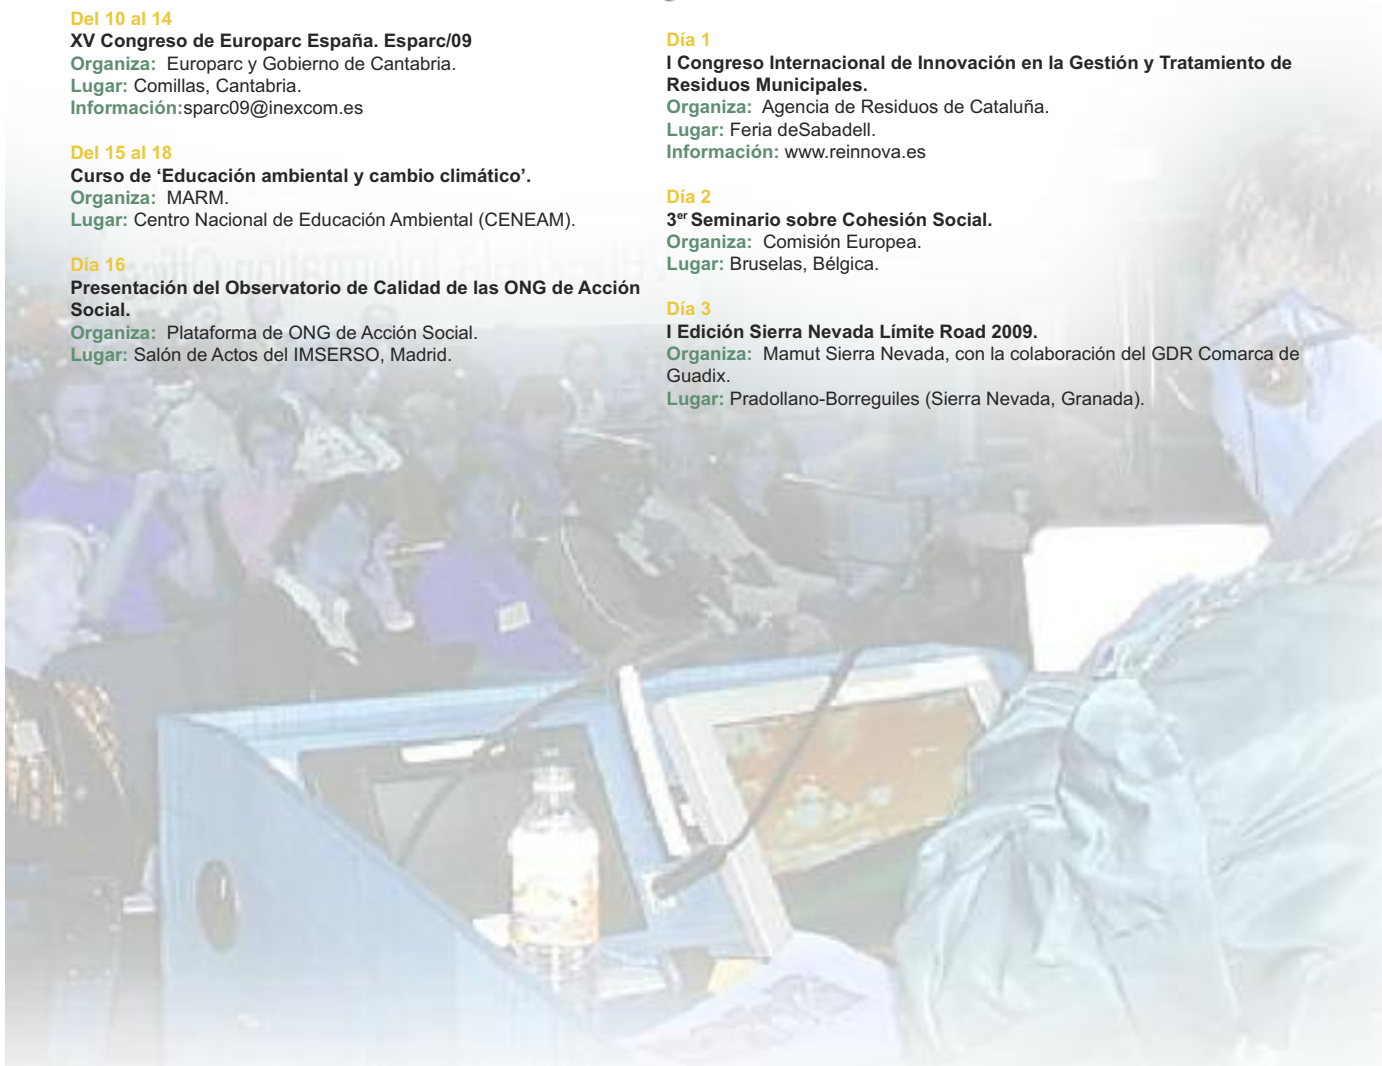 Del 10 al 14
XV Congreso de Europarc España. Esparc/09
Organiza: Europarc y Gobierno de Cantabria.
Lugar: Comillas, Cantabria.
Información:sparc09@inexcom.es
Del 15 al 18
Curso de ‘Educación ambiental y cambio climático’.
Organiza: MARM.
Lugar: Centro Nacional de Educación Ambiental (CENEAM).
Día 16
Presentación del Observatorio de Calidad de las ONG de Acción
Social.
Organiza: Plataforma de ONG de Acción Social.
Lugar: Salón de Actos del IMSERSO, Madrid.
Día 1
I Congreso Internacional de Innovación en la Gestión y Tratamiento de
Residuos Municipales.
Organiza: Agencia de Residuos de Cataluña.
Lugar: Feria deSabadell.
Información: www.reinnova.es
Día 2
3er Seminario sobre Cohesión Social.
Organiza: Comisión Europea.
Lugar: Bruselas, Bélgica.
Día 3
I Edición Sierra Nevada Límite Road 2009.
Organiza: Mamut Sierra Nevada, con la colaboración del GDR Comarca de
Guadix.
Lugar: Pradollano-Borreguiles (Sierra Nevada, Granada).